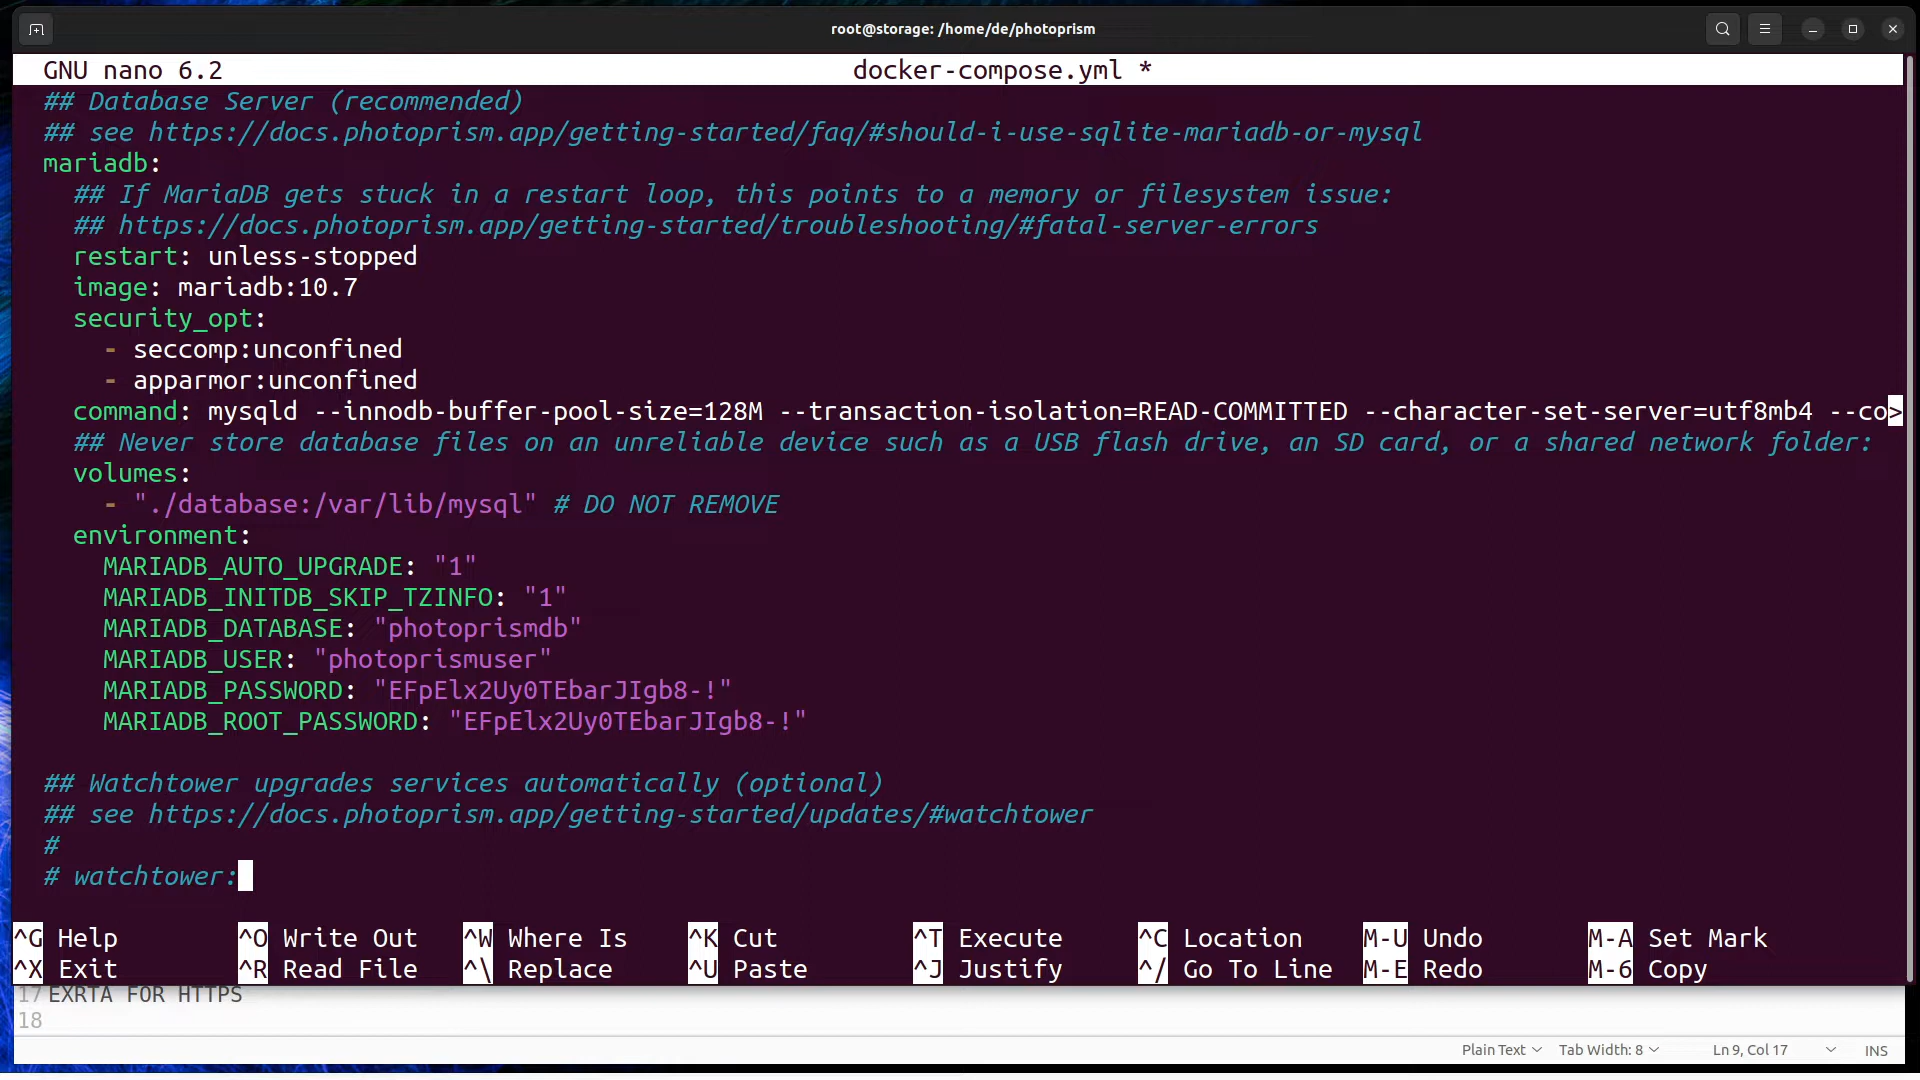 root@storage: /home/de/photoprism
GNU nano 6.2 docker-compose.yml *
## Database Server (recommended)
## see https://docs.photoprism.app/getting-started/faq/#should-i-use-sqlite-mariadb-or-mysql
mariadb:
## If MariaDB gets stuck in a restart loop, this points to a memory or filesystem issue:
## https://docs.photoprism.app/getting-started/troubleshooting/#fatal-server-errors
restart: unless-stopped
image: mariadb:10.7
security_opt:
- seccomp:unconfined
- apparmor:unconfined
command: mysqld --innodb-buffer-pool-size=128M --transaction-isolation=READ-COMMITTED --character-set-server=utf8mb4 --co>
## Never store database files on an unreliable device such as a USB flash drive, an SD card, or a shared network folder:
volumes:
- "./database:/var/lib/mysql" # DO NOT REMOVE
environment:
MARIADB_AUTO_UPGRADE: "1"
MARIADB_INITDB_SKIP_TZINFO: "1"
MARIADB_DATABASE: "photoprismdb"
MARIADB_USER: "photoprismuser"
MARIADB_PASSWORD: "EFpElx2Uy0TEbarJIgb8-!"
MARIADB_ROOT_PASSWORD: "EFpElx2Uy0TEbarJIgb8-!"
## Watchtower upgrades services automatically (optional)
## see https://docs.photoprism.app/getting-started/updates/#watchtower
#
# watchtower:
^G Help ^O Write Out ^W Where Is ^K Cut ^T Execute ^C Location M-U Undo M-A Set Mark
^X Exit ^R Read File ^\ Replace ^U Paste ^J Justify ^/ Go To Line M-E Redo M-6 Copy
17 EXRTA FOR HTTPS
18
Plain Text Tab Width: 8 Ln 9, Col 17 INS